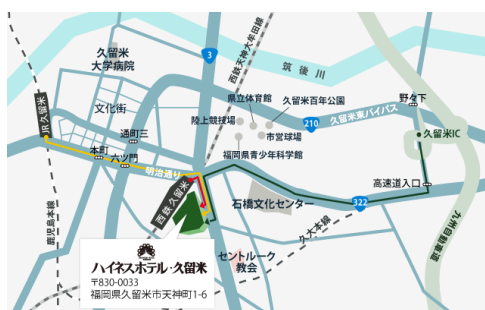 久留米
大学病院
3
西鉄天神大牟田線
筑後川
県立体育館
久留米百年公園
野々下
文化街
陸上競技場
210
久留米東バイパス
久留米IC
JR久留米
通町三
市営球場
本町
六ツ門
福岡県青少年科学館
明治通り
高速道入口
西鉄久留米
石橋文化センター
322
九州自動車道
鹿児島本線
久大本線
セントルーク
教会
ハイネスホテル・久留米
〒830-0033
福岡県久留米市天神町1-6